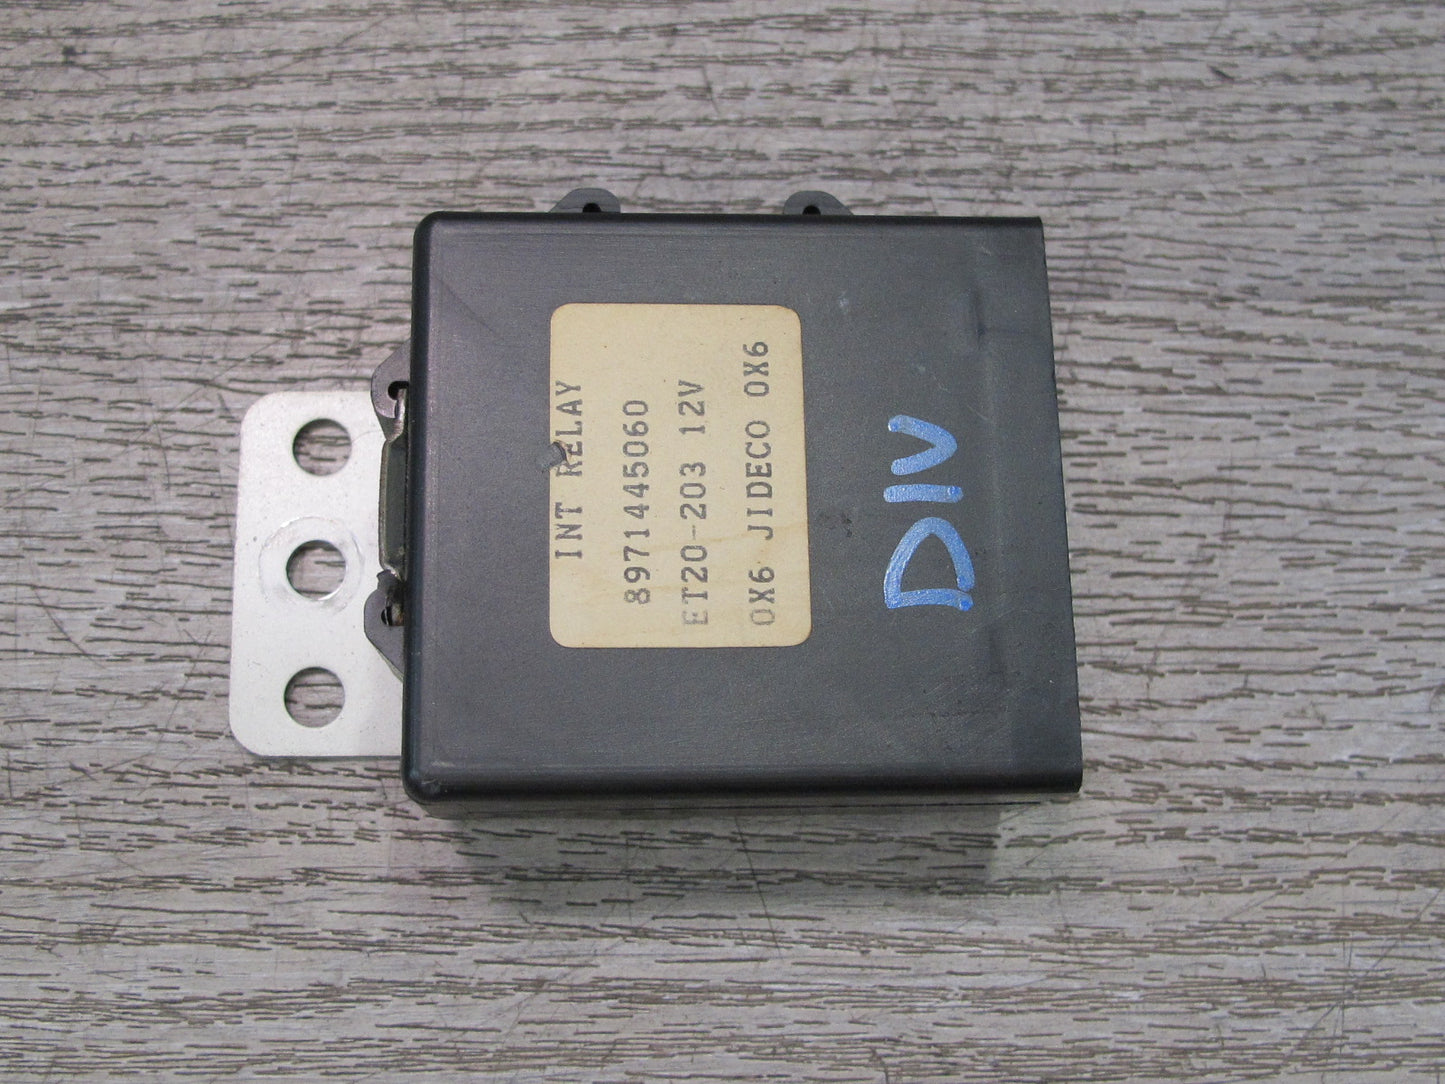 INT RELAY
8971445060
ET20-203 12V
0X6 JIDECO 0X6
DIV